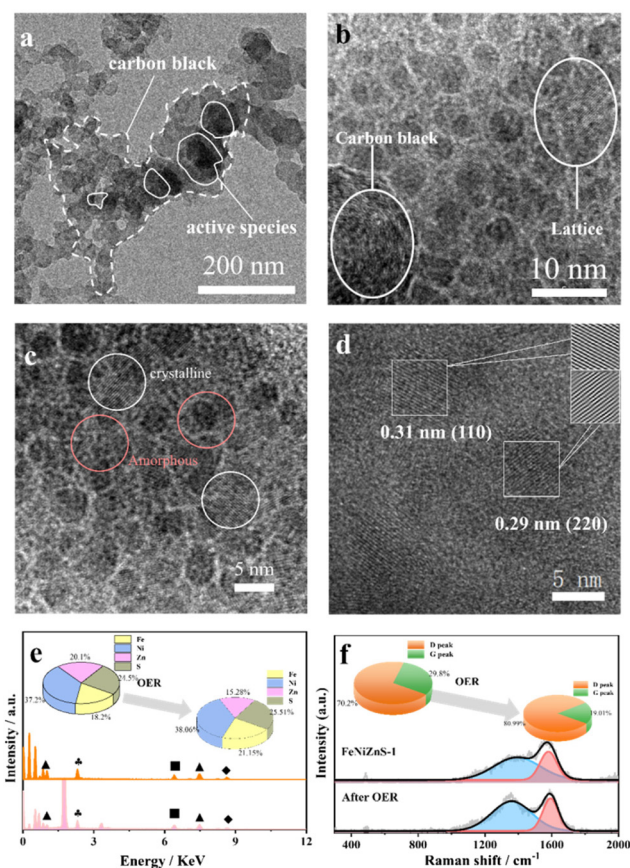 a
carbon black
active species
200 nm
b
Carbon black
Lattice
10 nm
c
crystalline
Amorphous
5 nm
d
0.31 nm (110)
0.29 nm (220)
5 nm
e
Fe
Ni
Zn
S
20.1%
24.5%
37.2%
18.2%
OER
Fe
Ni
Zn
S
15.28%
25.51%
38.06%
21.15%
Intensity / a.u.
0 3 6 9 12
Energy / KeV
f
D peak
G peak
29.8%
70.2%
OER
D peak
G peak
19.01%
80.99%
FeNiZnS-1
After OER
Intensity (a.u.)
400 800 1200 1600 2000
Raman shift / cm-1